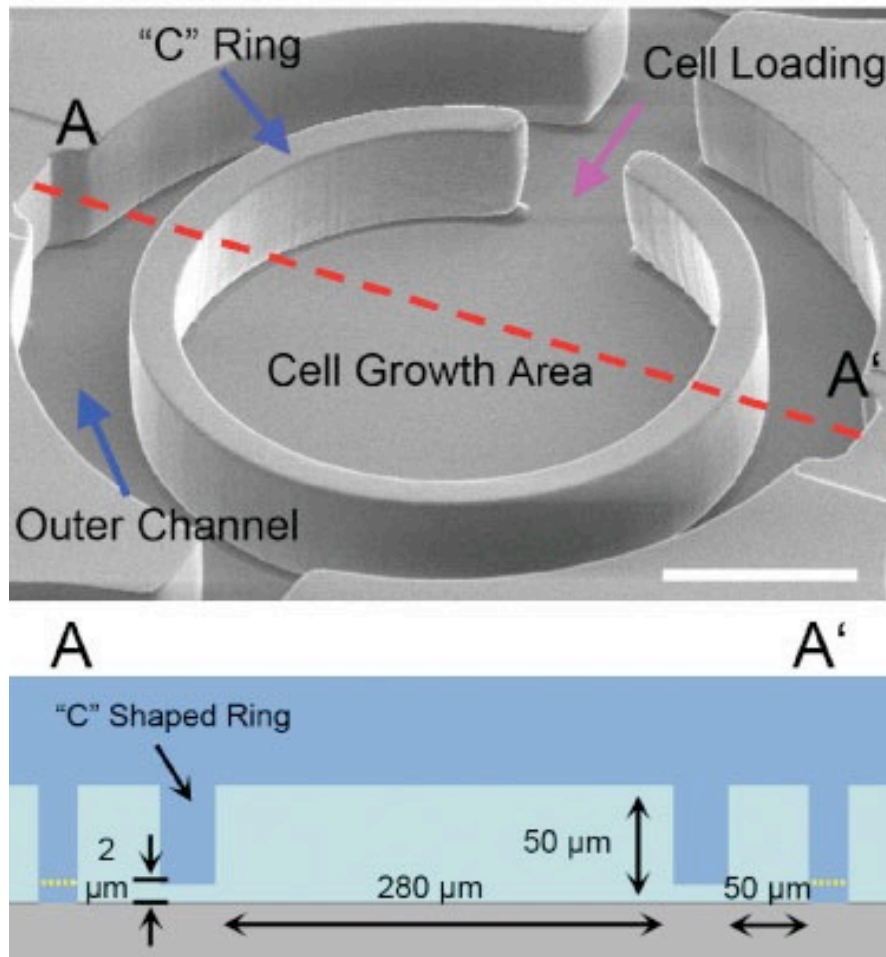 “C” Ring
Cell Loading
A
Cell Growth Area
A‘
Outer Channel
A
A‘
“C” Shaped Ring
2
µm
50 µm
280 µm
50 µm